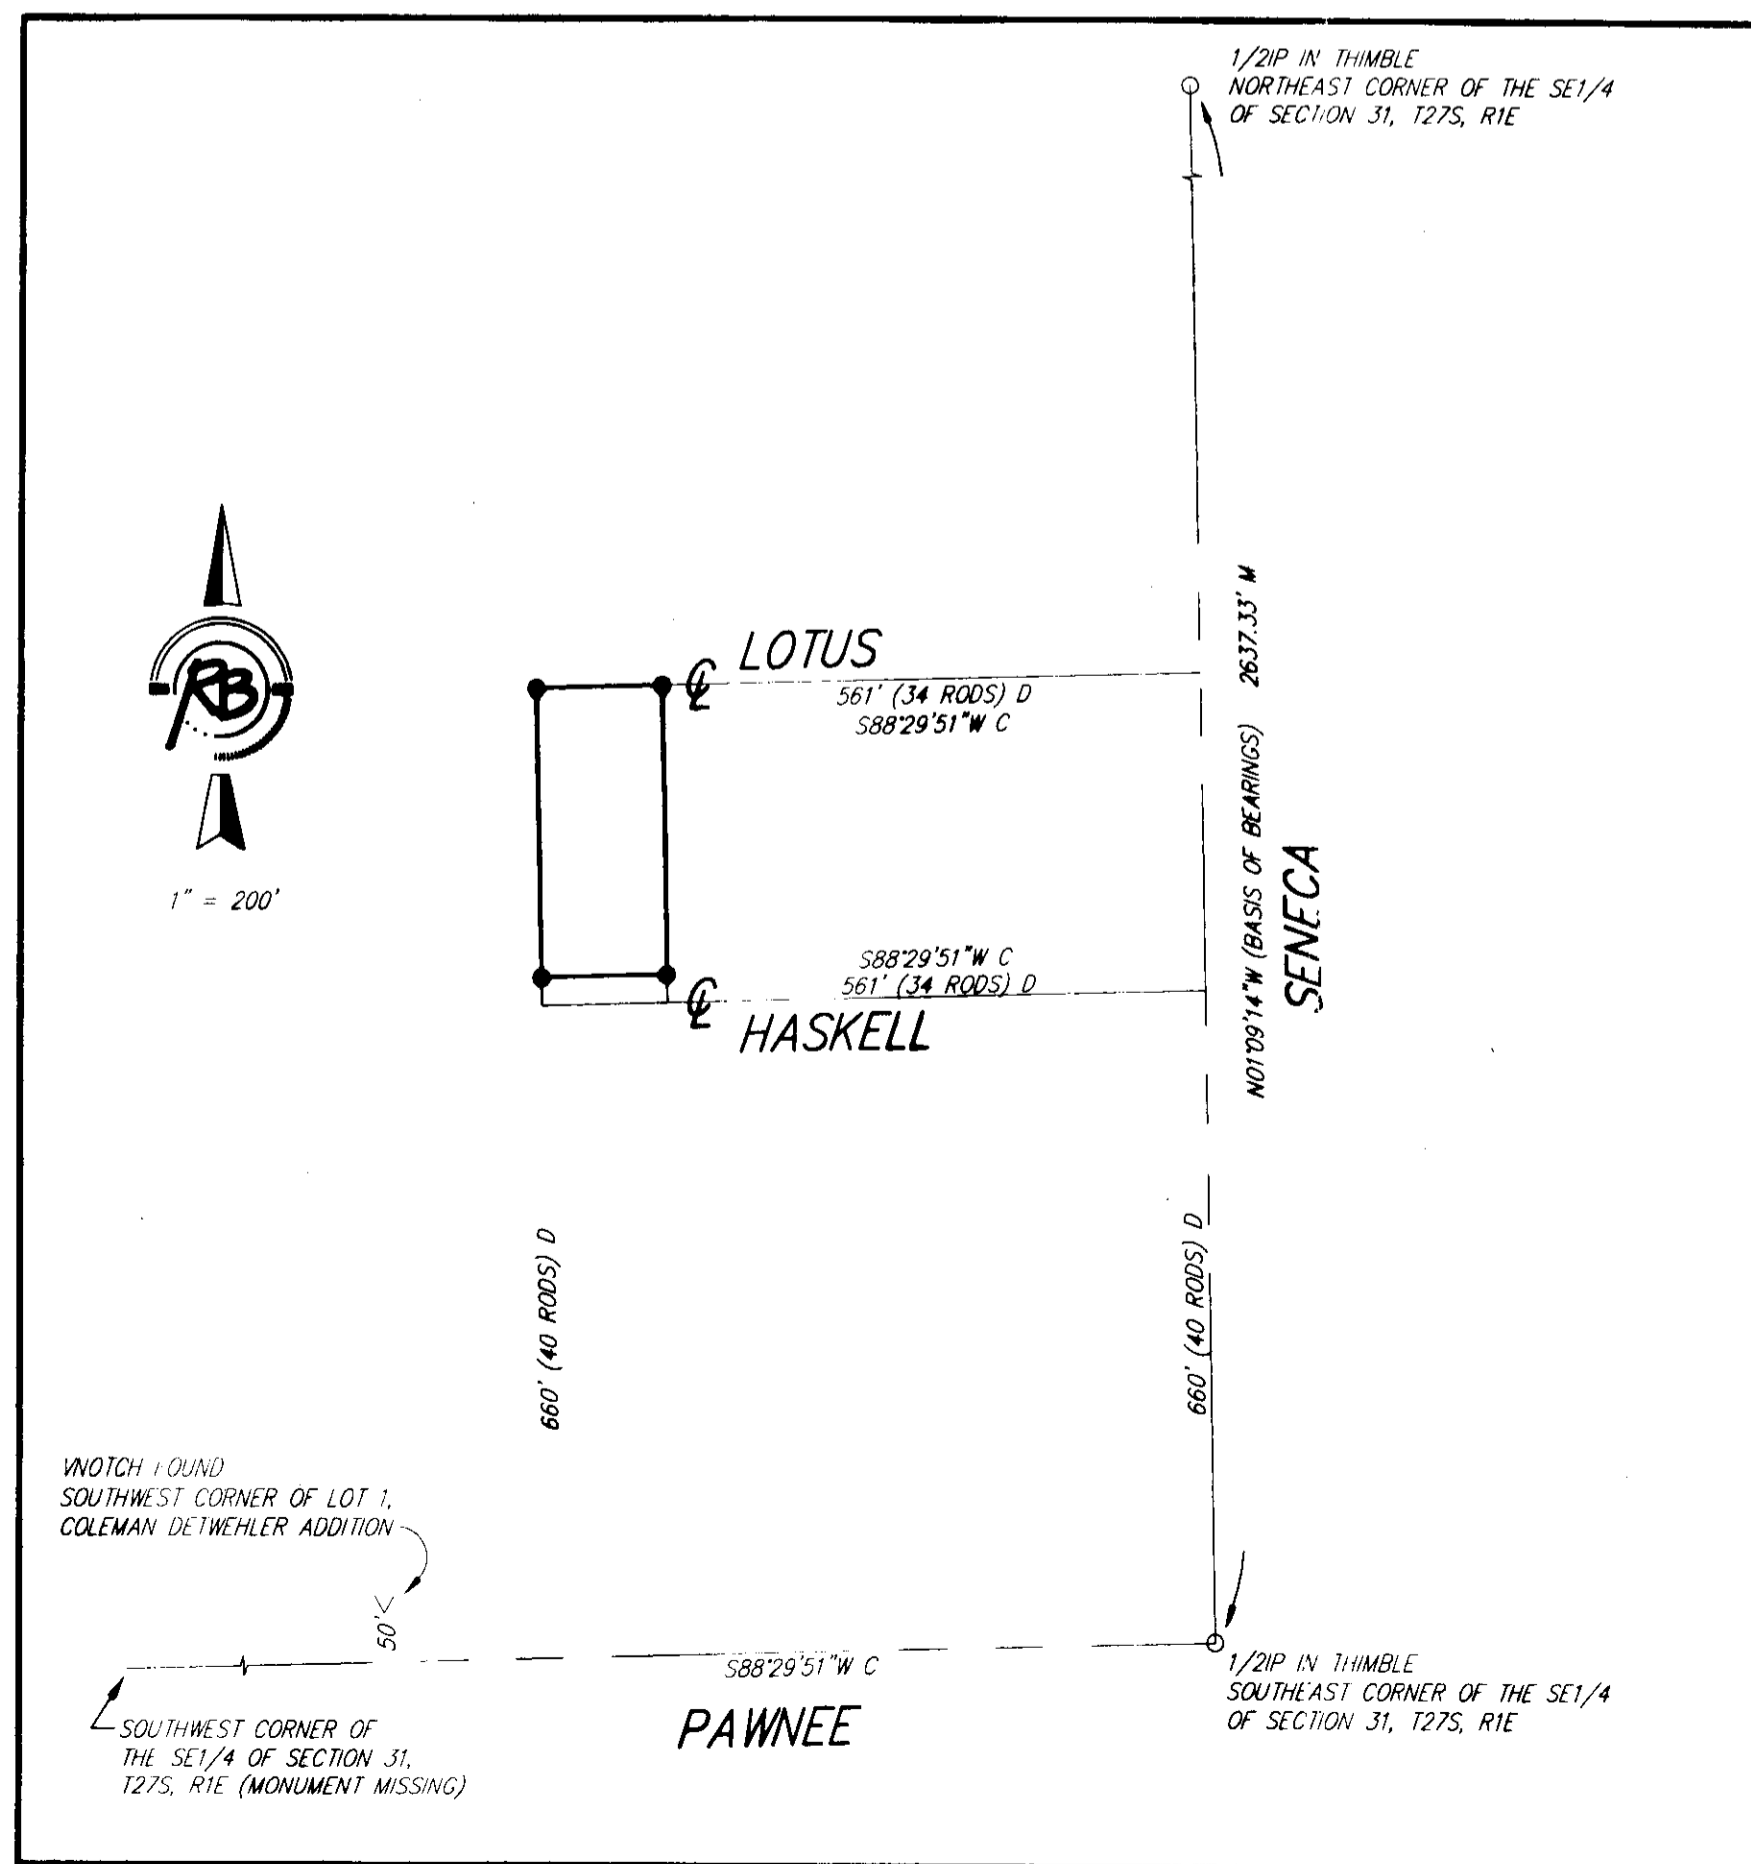 1/2IP IN THIMBLE
NORTHEAST CORNER OF THE SE1/4
OF SECTION 31, T27S, R1E
RB
1" = 200'
℄ LOTUS
561' (34 RODS) D
S88°29'51"W C
S88°29'51"W C
561' (34 RODS) D
℄ HASKELL
N01°09'14"W (BASIS OF BEARINGS) 2637.33' M
SENECA
660' (40 RODS) D
660' (40 RODS) D
VNOTCH FOUND
SOUTHWEST CORNER OF LOT 1,
COLEMAN DETWEHLER ADDITION
50'
S88°29'51"W C
PAWNEE
SOUTHWEST CORNER OF
THE SE1/4 OF SECTION 31,
T27S, R1E (MONUMENT MISSING)
1/2IP IN THIMBLE
SOUTHEAST CORNER OF THE SE1/4
OF SECTION 31, T27S, R1E